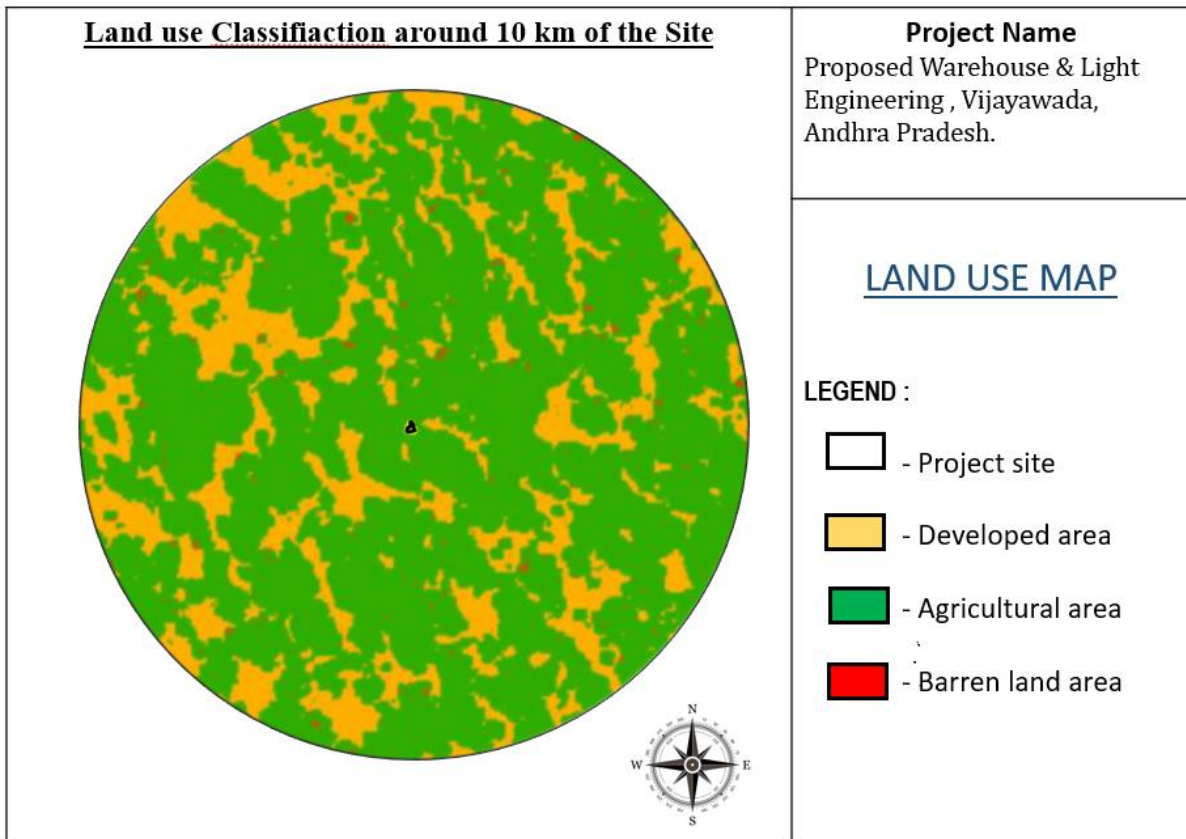 Land use Classifiaction around 10 km of the Site
Project Name
Proposed Warehouse & Light
Engineering , Vijayawada,
Andhra Pradesh.
LAND USE MAP
LEGEND :
- Project site
- Developed area
- Agricultural area
- Barren land area
N
W
E
S